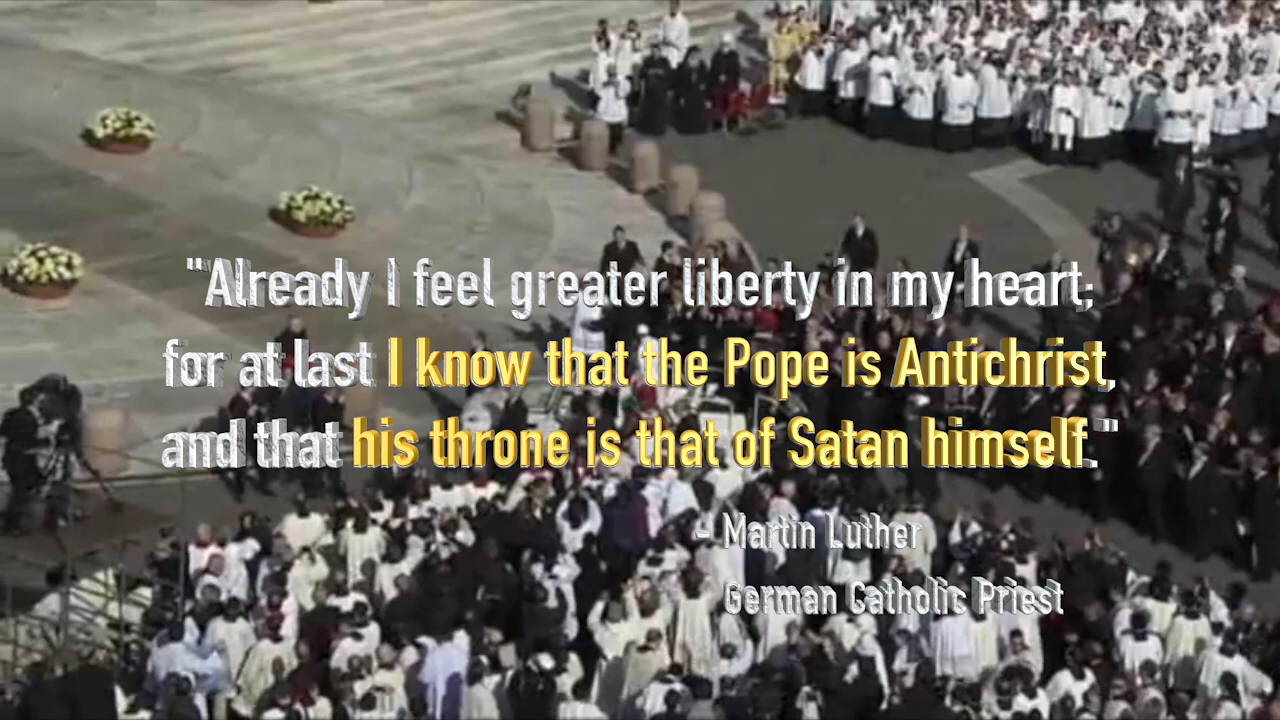 "Already I feel greater liberty in my heart;
for at last I know that the Pope is Antichrist,
and that his throne is that of Satan himself."
- Martin Luther
German Catholic Priest